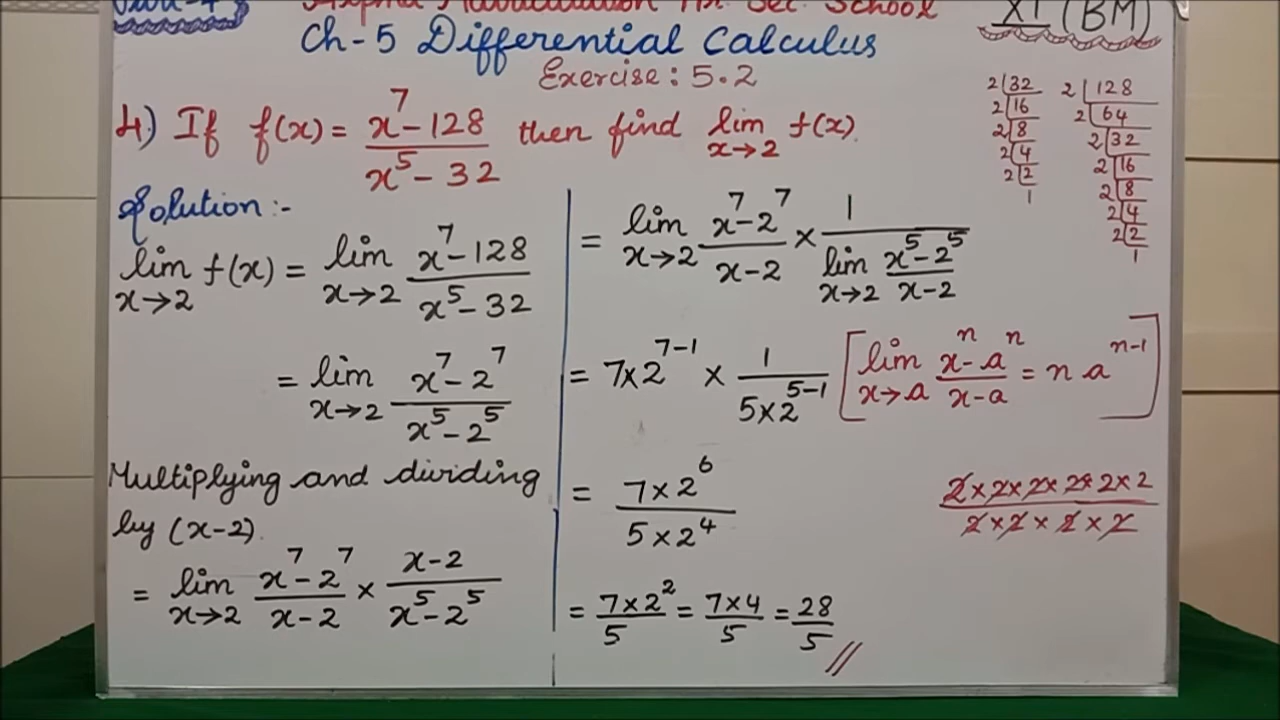 Sec. School
XI (BM)
Ch-5 Differential Calculus
Exercise: 5.2
4.) If f(x) = (x^7 - 128)/(x^5 - 32) then find lim x→2 f(x).
2|32
2|16
2|8
2|4
2|2
1
2|128
2|64
2|32
2|16
2|8
2|4
2|2
1
Solution:-
lim x→2 f(x) = lim x→2 (x^7 - 128)/(x^5 - 32)
= lim x→2 (x^7 - 2^7)/(x^5 - 2^5)
Multiplying and dividing
by (x-2).
= lim x→2 (x^7 - 2^7)/(x-2) × (x-2)/(x^5 - 2^5)
= lim x→2 (x^7 - 2^7)/(x-2) × 1/(lim x→2 (x^5 - 2^5)/(x-2))
= 7×2^(7-1) × 1/(5×2^(5-1)) [lim x→a (x^n - a^n)/(x-a) = n a^(n-1)]
= (7×2^6)/(5×2^4)
(2×2×2×2×2×2)/(2×2×2×2)
= (7×2^2)/5 = (7×4)/5 = 28/5 //